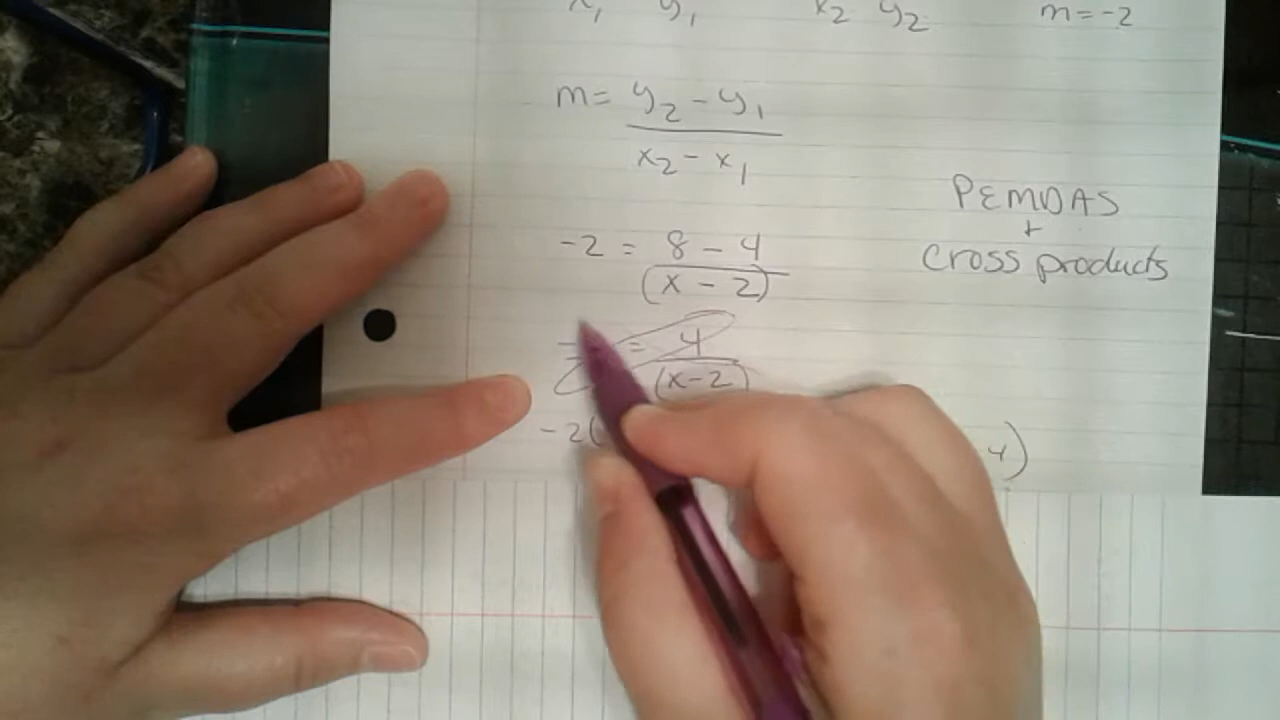 x₁ y₁ x₂ y₂ m=-2
m = y₂ - y₁
x₂ - x₁
PEMDAS
+
Cross products
-2 = 8 - 4
(x - 2)
= 4
(x-2)
-2( 4)